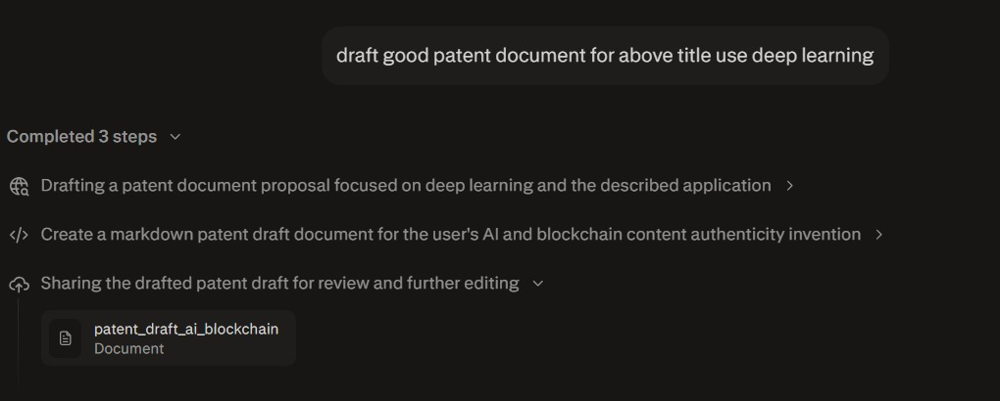 draft good patent document for above title use deep learning
Completed 3 steps
Drafting a patent document proposal focused on deep learning and the described application
Create a markdown patent draft document for the user's AI and blockchain content authenticity invention
Sharing the drafted patent draft for review and further editing
patent_draft_ai_blockchain
Document